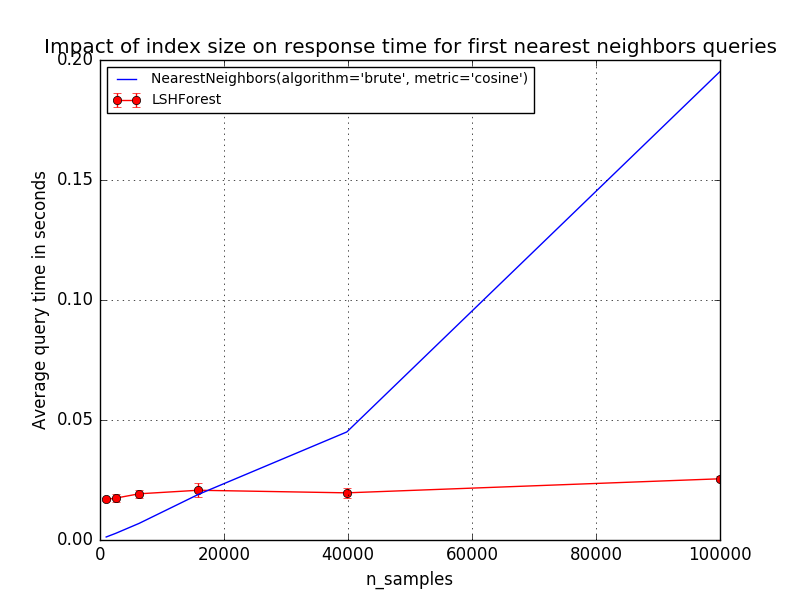 Impact of index size on response time for first nearest neighbors queries
0.20
NearestNeighbors(algorithm='brute', metric='cosine')
LSHForest
0.15
0.10
0.05
0.00
Average query time in seconds
0 20000 40000 60000 80000 100000
n_samples